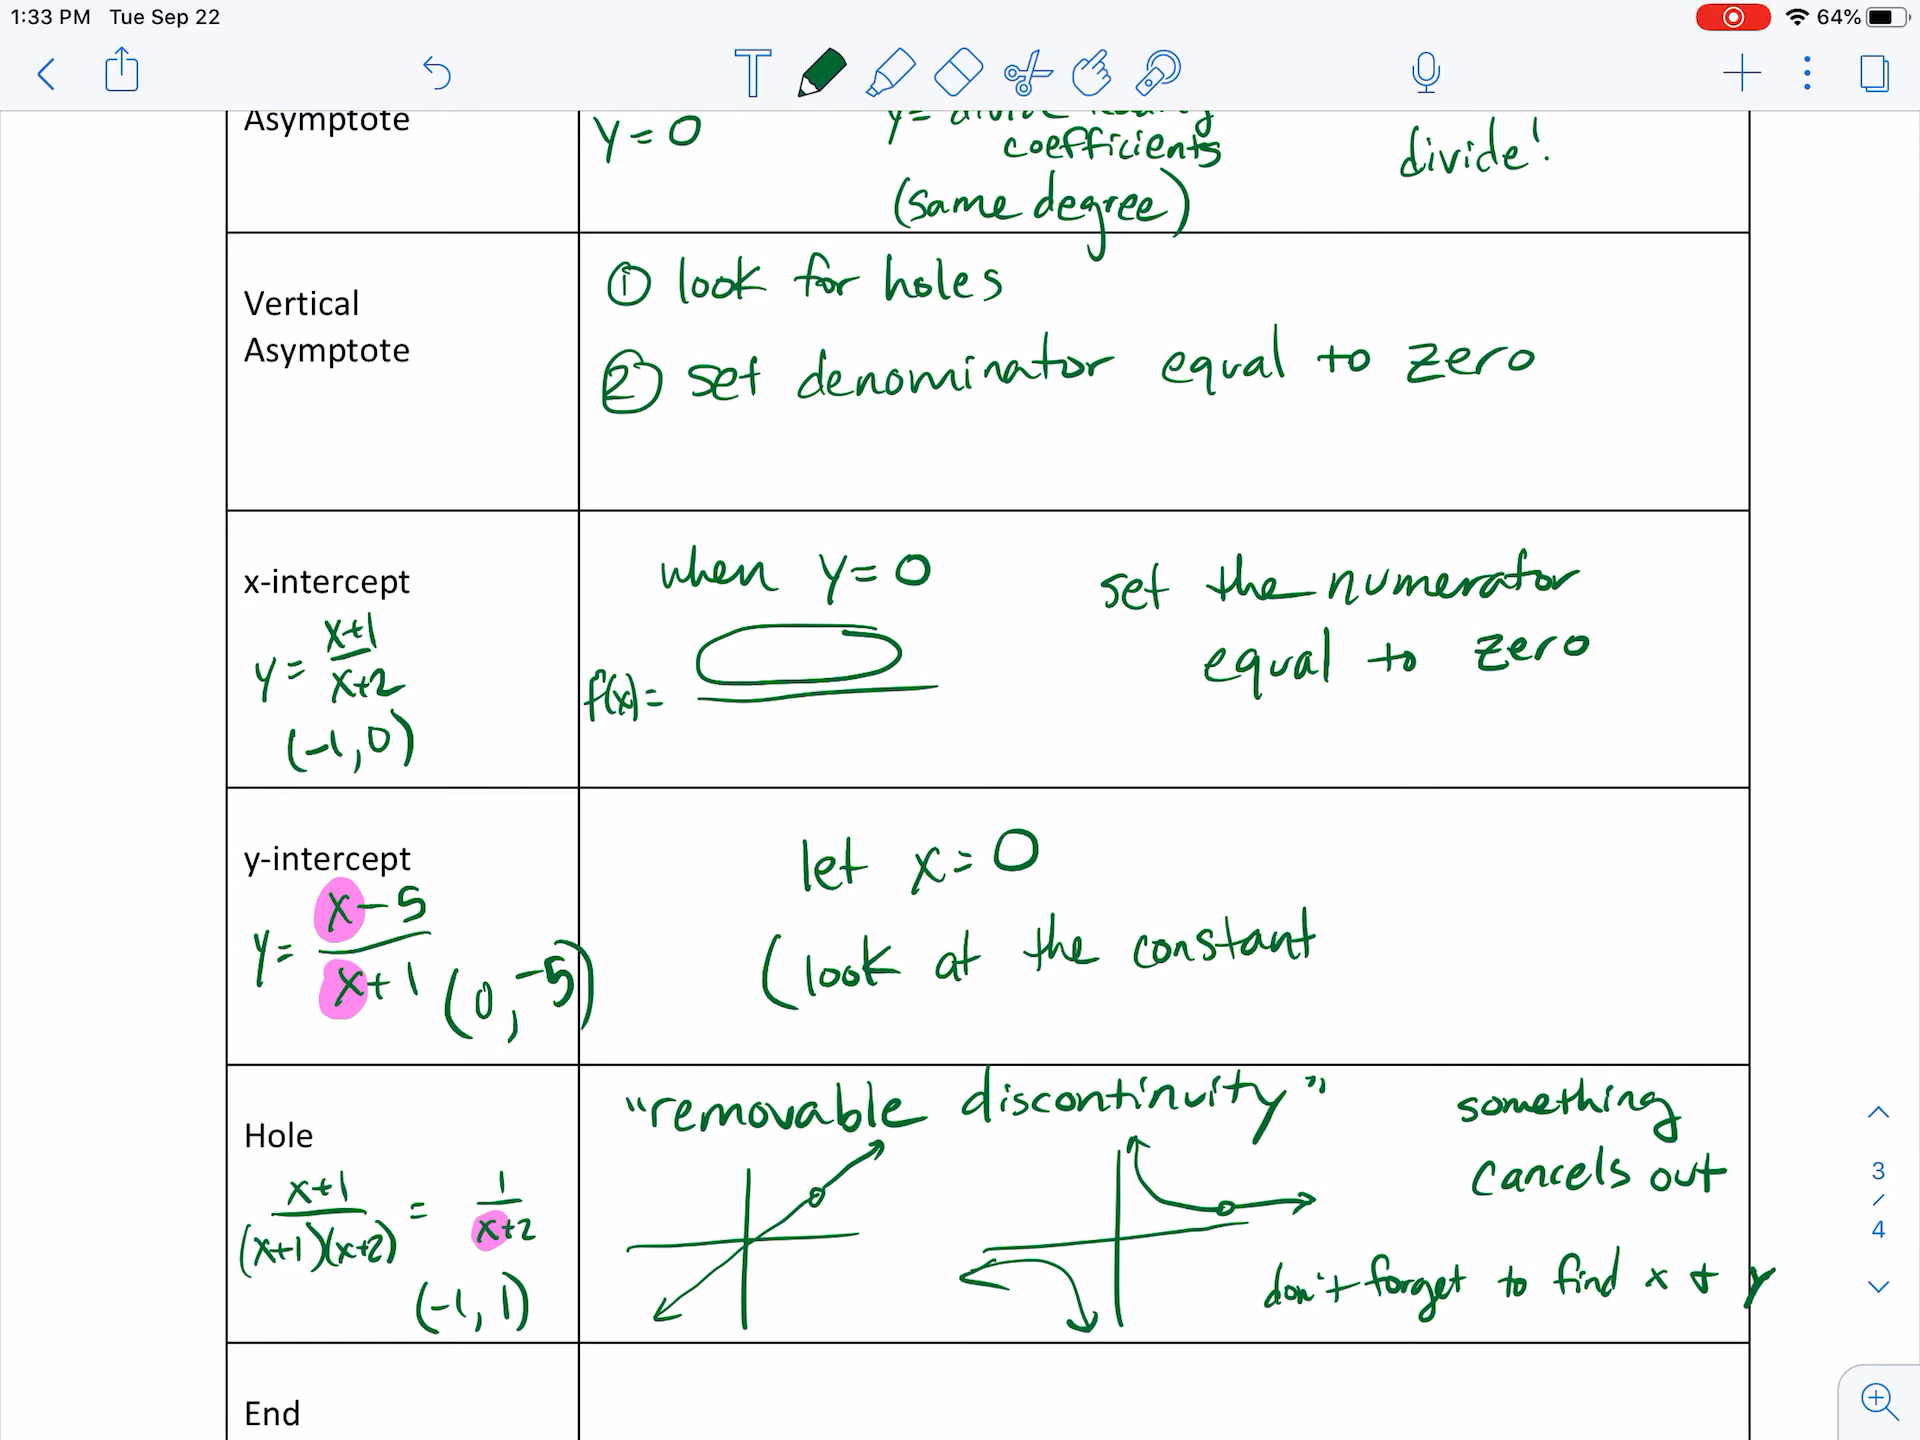 1:33 PM Tue Sep 22
64%
Asymptote
y = 0
y =
coefficients
(same degree)
divide!
Vertical
Asymptote
① look for holes
② set denominator equal to zero
x-intercept
y = x+1
x+2
(-1, 0)
when y = 0
f(x) =
set the numerator
equal to zero
y-intercept
y = x - 5
x + 1
(0, -5)
let x = 0
(look at the constant
Hole
x+1
(x+1)(x+2)
= 1
x+2
(-1, 1)
"removable discontinuity"
something
cancels out
don't forget to find x & y
3
/
4
End